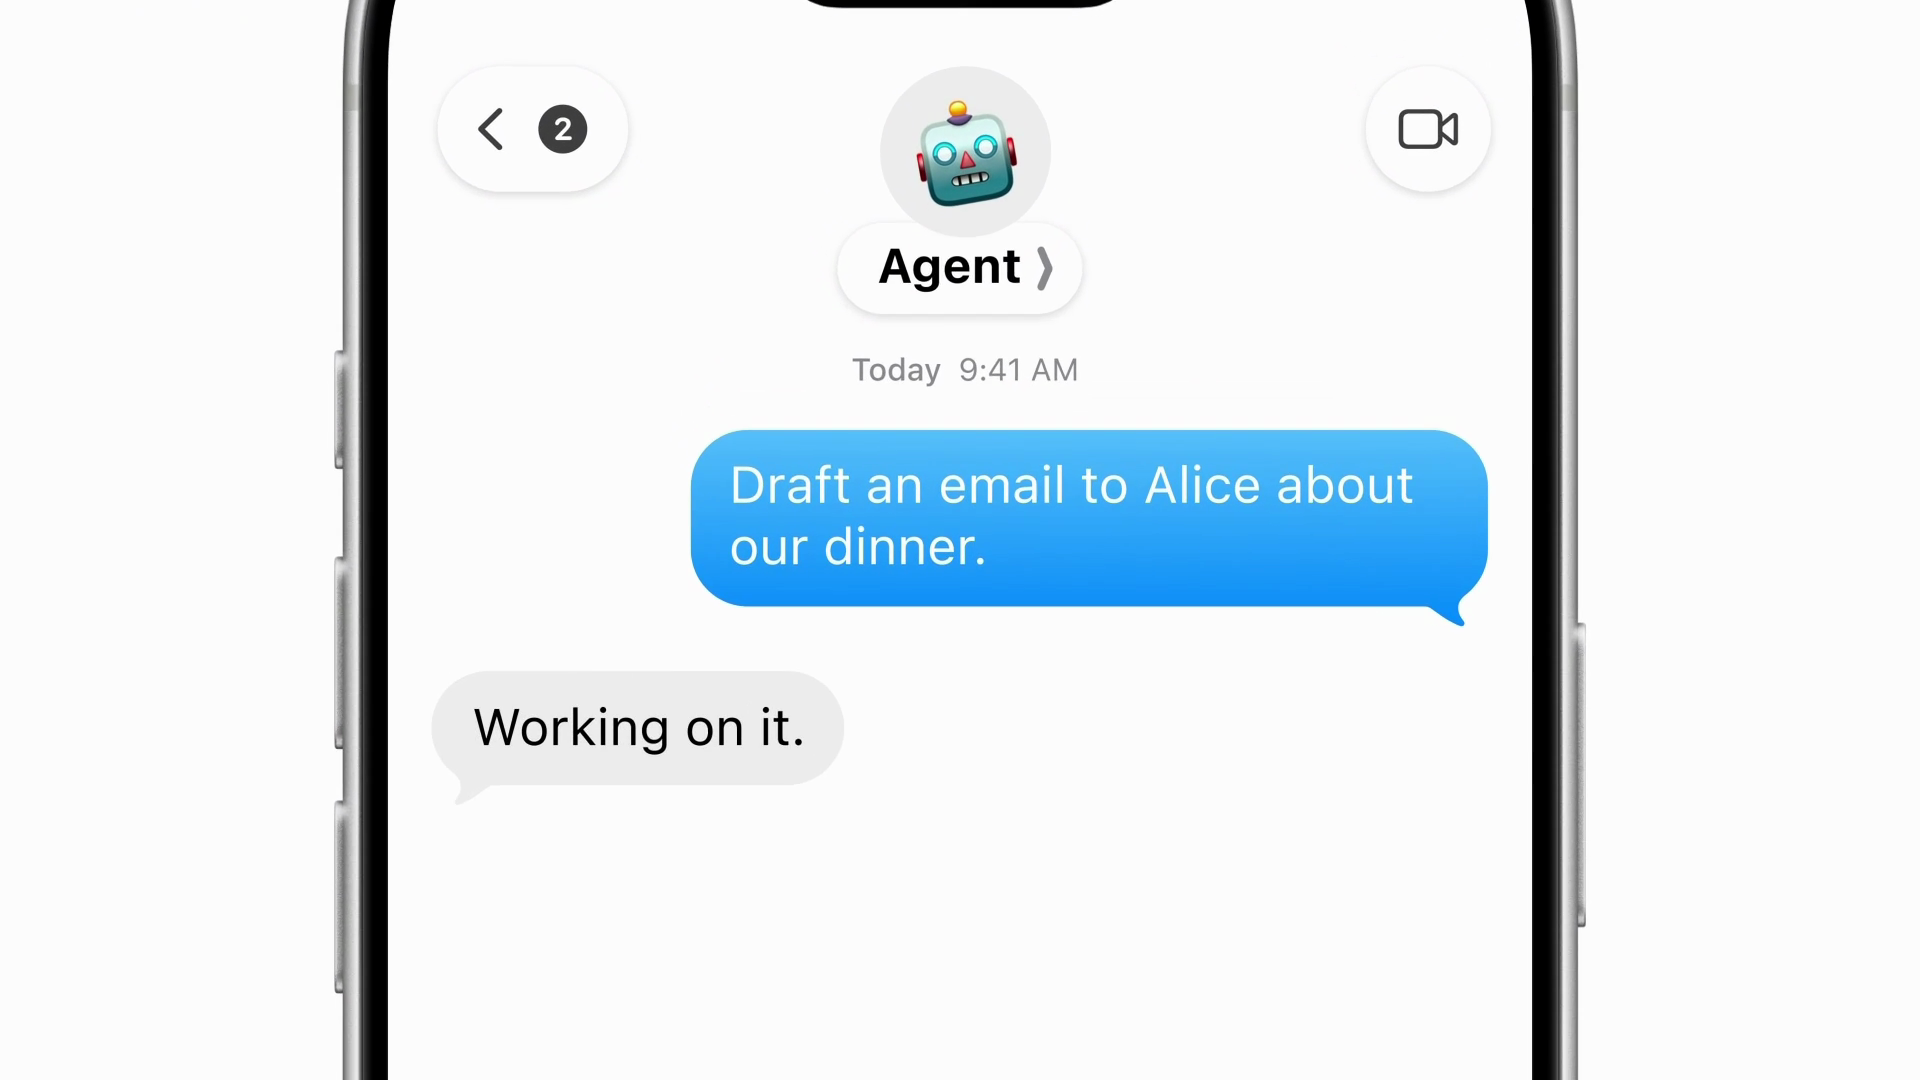 2
Agent
Today 9:41 AM
Draft an email to Alice about
our dinner.
Working on it.